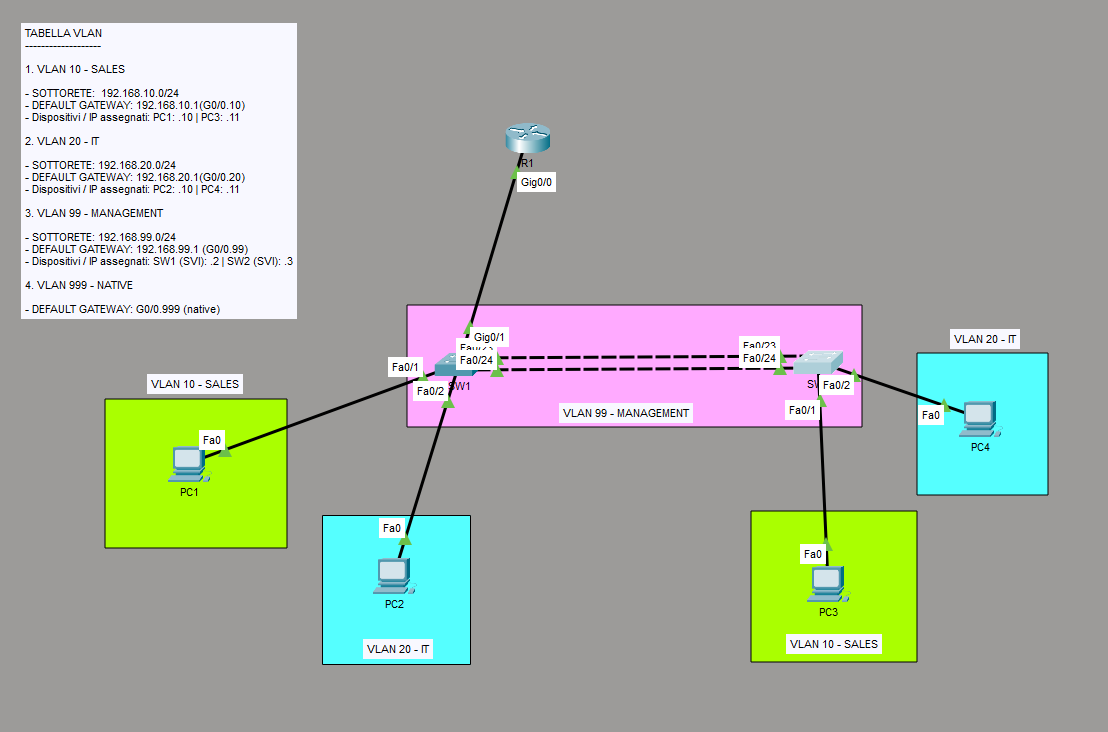 TABELLA VLAN
-------------------
1. VLAN 10 - SALES
- SOTTORETE:  192.168.10.0/24
- DEFAULT GATEWAY: 192.168.10.1(G0/0.10)
- Dispositivi / IP assegnati: PC1: .10 | PC3: .11
2. VLAN 20 - IT
- SOTTORETE: 192.168.20.0/24
- DEFAULT GATEWAY: 192.168.20.1(G0/0.20)
- Dispositivi / IP assegnati: PC2: .10 | PC4: .11
3. VLAN 99 - MANAGEMENT
- SOTTORETE: 192.168.99.0/24
- DEFAULT GATEWAY: 192.168.99.1 (G0/0.99)
- Dispositivi / IP assegnati: SW1 (SVI): .2 | SW2 (SVI): .3
4. VLAN 999 - NATIVE
- DEFAULT GATEWAY: G0/0.999 (native)
R1
Gig0/0
Gig0/1
Fa0/24
Fa0/1
Fa0/2
SW1
Fa0/23
Fa0/24
Fa0/2
Fa0/1
VLAN 99 - MANAGEMENT
VLAN 10 - SALES
Fa0
PC1
Fa0
PC2
VLAN 20 - IT
Fa0
PC3
VLAN 10 - SALES
VLAN 20 - IT
Fa0
PC4